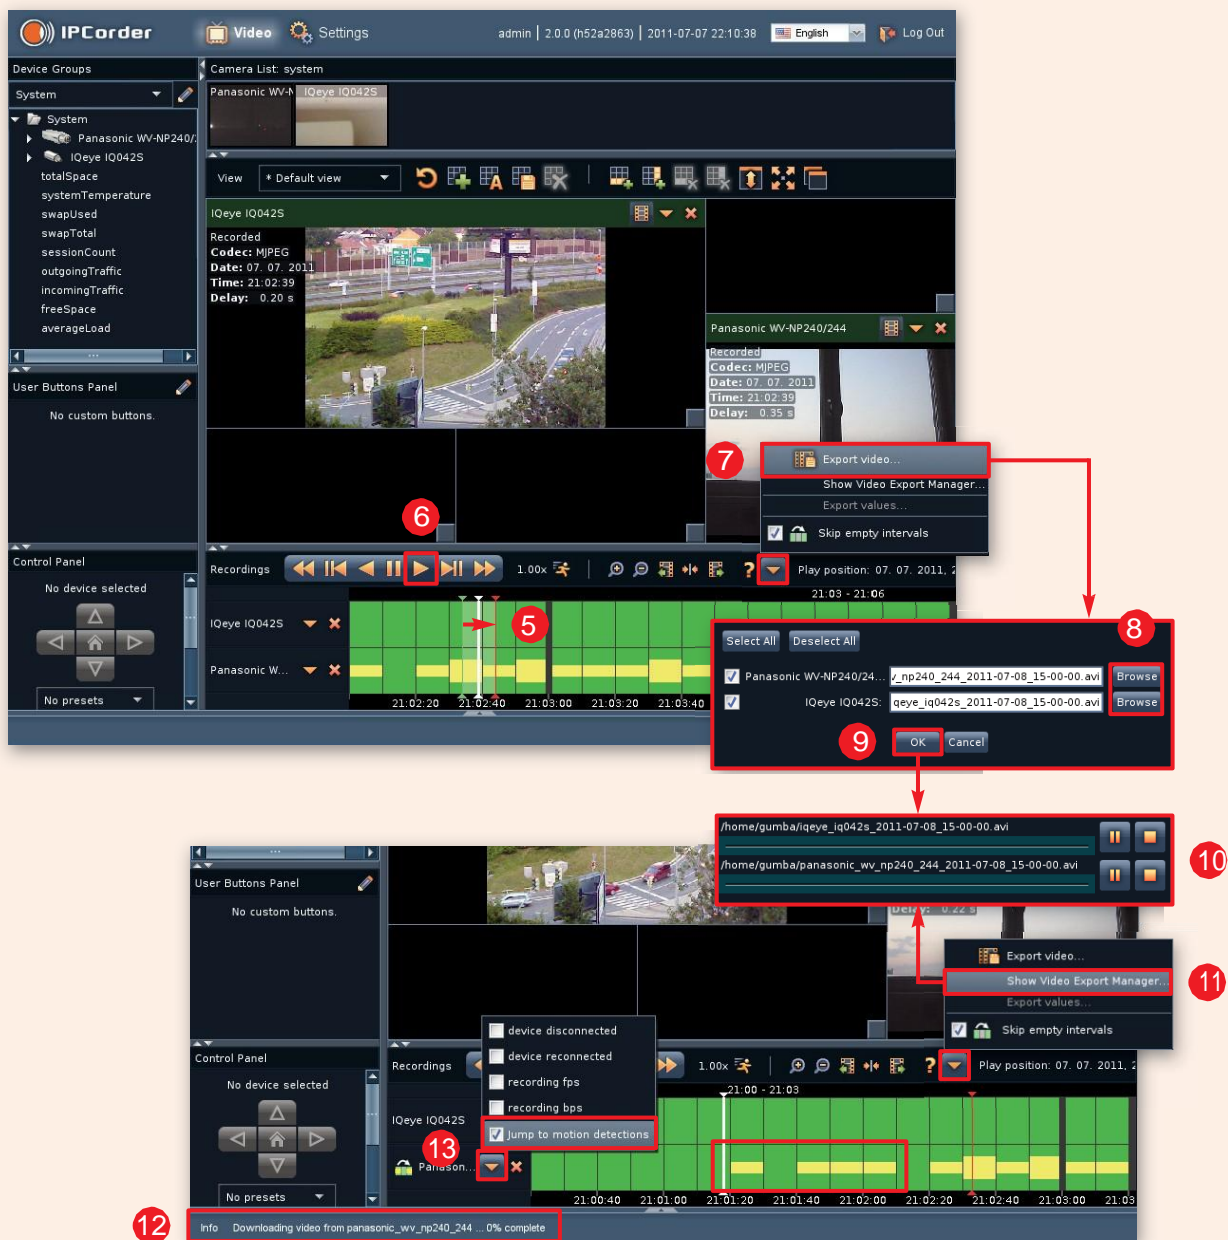 IPCorder
Video
Settings
admin | 2.0.0 (h52a2863) | 2011-07-07 22:10:38
English
Log Out
Device Groups
Camera List: system
System
Panasonic WV-N
IQeye IQ042S
System
Panasonic WV-NP240/
IQeye IQ042S
totalSpace
systemTemperature
swapUsed
swapTotal
sessionCount
outgoingTraffic
incomingTraffic
freeSpace
averageLoad
View
* Default view
IQeye IQ042S
Recorded
Codec: MJPEG
Date: 07. 07. 2011
Time: 21:02:39
Delay: 0.20 s
Panasonic WV-NP240/244
Recorded
Codec: MJPEG
Date: 07. 07. 2011
Time: 21:02:39
Delay: 0.35 s
User Buttons Panel
No custom buttons.
7
Export video...
Show Video Export Manager...
Export values...
Skip empty intervals
6
Control Panel
No device selected
No presets
Recordings
1.00x
?
Play position: 07. 07. 2011, 2
21:03 - 21:06
IQeye IQ042S
5
Panasonic W...
21:02:20 21:02:40 21:03:00 21:03:20 21:03:40
8
Select All
Deselect All
Panasonic WV-NP240/24...
v_np240_244_2011-07-08_15-00-00.avi
Browse
IQeye IQ042S:
qeye_iq042s_2011-07-08_15-00-00.avi
Browse
9
OK
Cancel
/home/gumba/iqeye_iq042s_2011-07-08_15-00-00.avi
/home/gumba/panasonic_wv_np240_244_2011-07-08_15-00-00.avi
10
User Buttons Panel
No custom buttons.
Delay: 0.22 s
Export video...
Show Video Export Manager...
Export values...
Skip empty intervals
11
device disconnected
device reconnected
recording fps
recording bps
Jump to motion detections
Control Panel
No device selected
No presets
Recordings
1.00x
?
Play position: 07. 07. 2011, 2
21:00 - 21:03
IQeye IQ042S
13
Panason...
21:00:40 21:01:00 21:01:20 21:01:40 21:02:00 21:02:20 21:02:40 21:03:00 21:03
12
Info Downloading video from panasonic_wv_np240_244 ... 0% complete